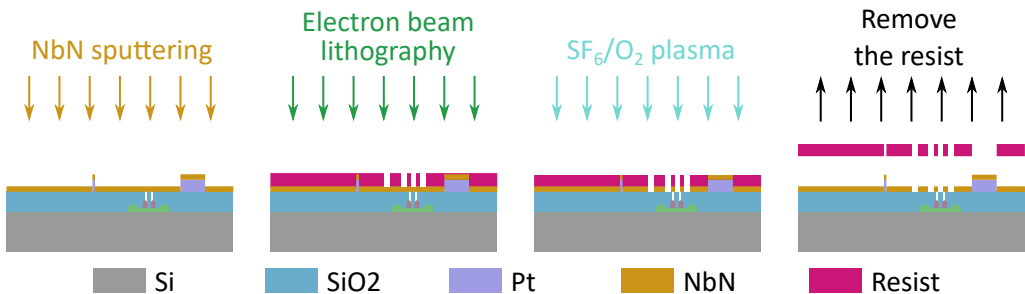 NbN sputtering
Electron beam
lithography
SF₆/O₂ plasma
Remove
the resist
Si
SiO2
Pt
NbN
Resist